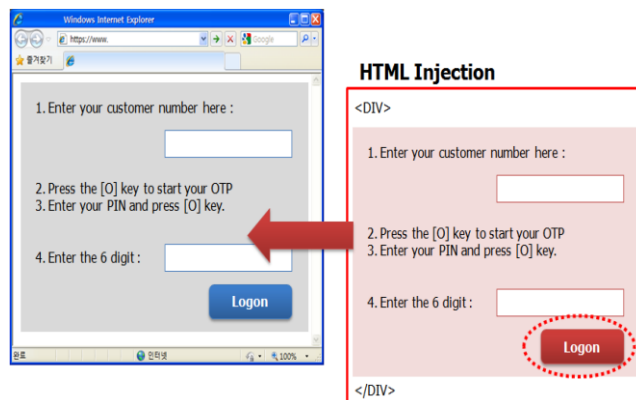 Windows Internet Explorer
https://www.
Google
즐겨찾기
1. Enter your customer number here :
2. Press the [O] key to start your OTP
3. Enter your PIN and press [O] key.
4. Enter the 6 digit :
Logon
완료
인터넷
100%
HTML Injection
<DIV>
1. Enter your customer number here :
2. Press the [O] key to start your OTP
3. Enter your PIN and press [O] key.
4. Enter the 6 digit :
Logon
</DIV>